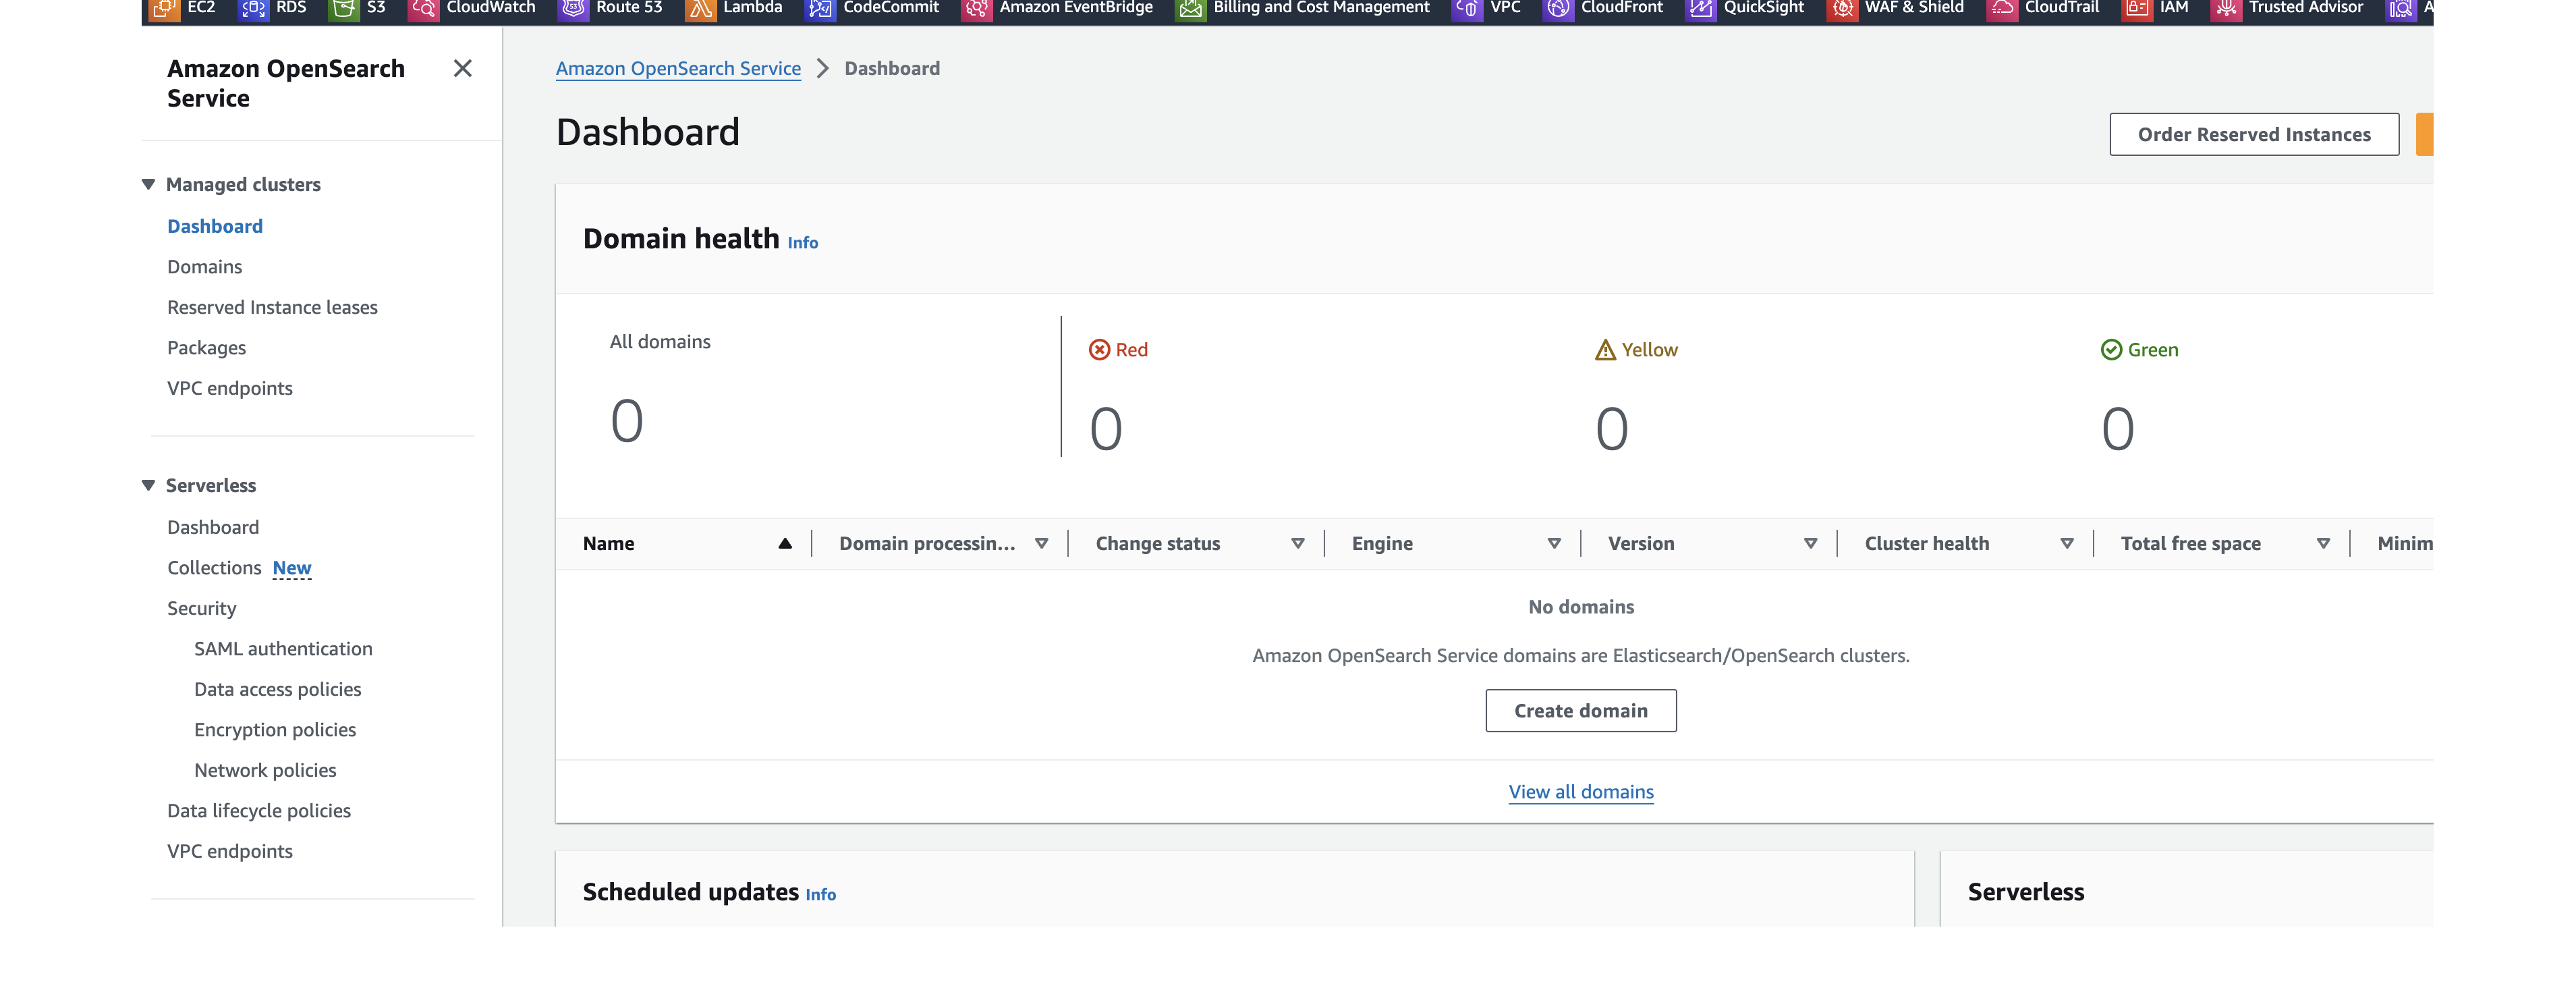 EC2 RDS S3 CloudWatch Route 53 Lambda CodeCommit Amazon EventBridge Billing and Cost Management VPC CloudFront QuickSight WAF & Shield CloudTrail IAM Trusted Advisor
Amazon OpenSearch
Service
Managed clusters
Dashboard
Domains
Reserved Instance leases
Packages
VPC endpoints
Serverless
Dashboard
Collections New
Security
SAML authentication
Data access policies
Encryption policies
Network policies
Data lifecycle policies
VPC endpoints
Amazon OpenSearch Service Dashboard
Dashboard
Order Reserved Instances
Domain health Info
All domains Red Yellow Green
0 0 0 0
Name Domain processin... Change status Engine Version Cluster health Total free space Minim
No domains
Amazon OpenSearch Service domains are Elasticsearch/OpenSearch clusters.
Create domain
View all domains
Scheduled updates Info
Serverless